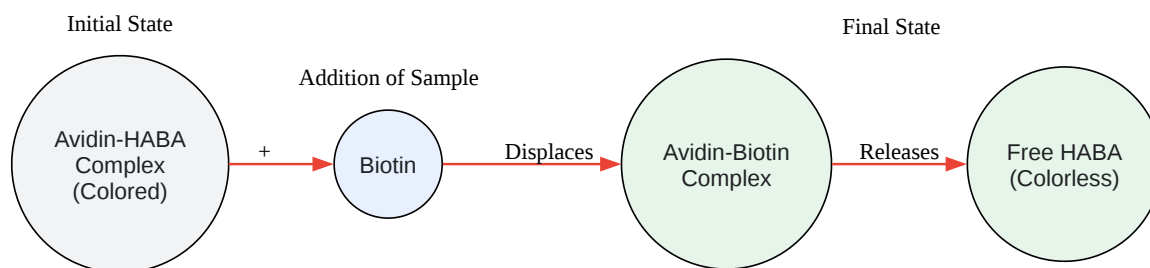 Initial State
Final State
Addition of Sample
Avidin-HABA
Complex
(Colored)
+
Biotin
Displaces
Avidin-Biotin
Complex
Releases
Free HABA
(Colorless)